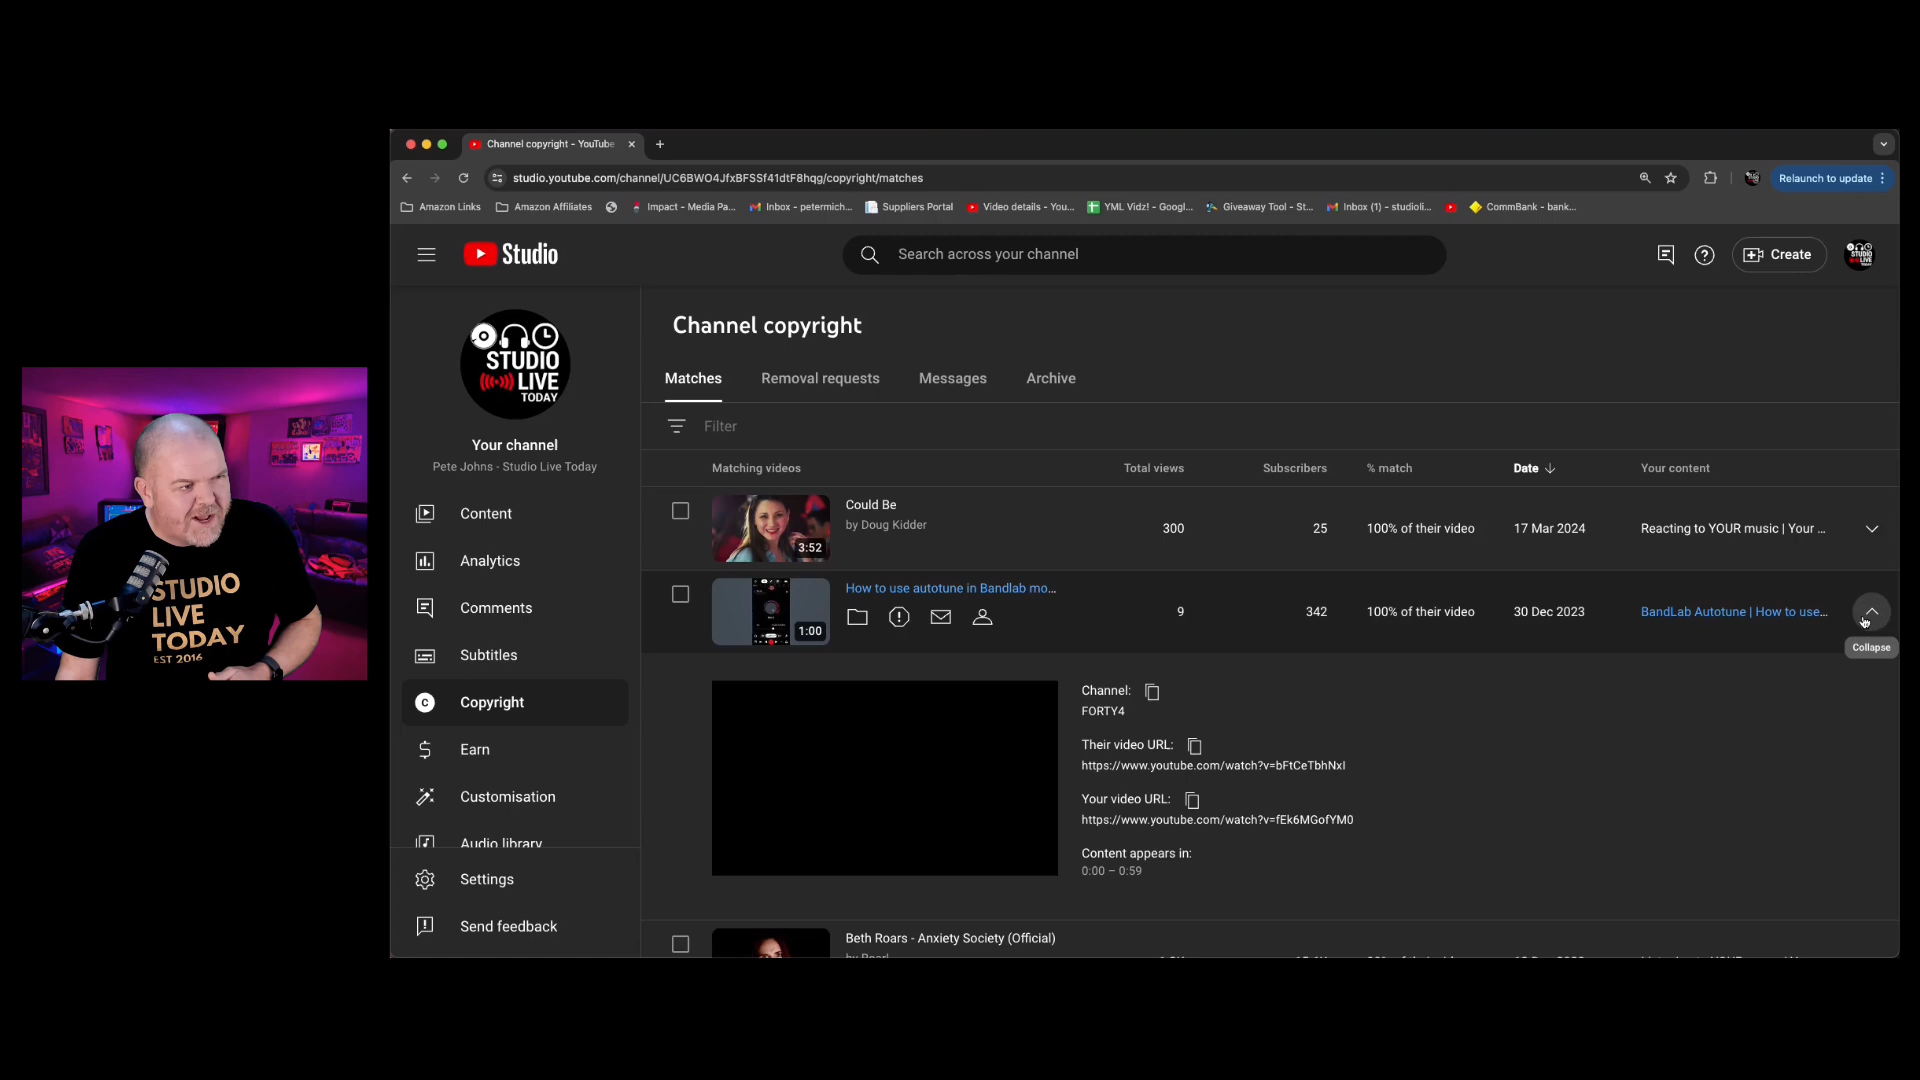 Channel copyright - YouTube
studio.youtube.com/channel/UC6BWO4JfxBFSSf41dtF8hqg/copyright/matches
Relaunch to update
Amazon Links
Amazon Affiliates
Impact - Media Pa...
Inbox - petermich...
Suppliers Portal
Video details - You...
YML Vidz! - Googl...
Giveaway Tool - St...
Inbox (1) - studioli...
CommBank - bank...
Studio
Search across your channel
Create
STUDIO
LIVE
TODAY
Your channel
Pete Johns - Studio Live Today
Content
Analytics
Comments
Subtitles
Copyright
Earn
Customisation
Audio library
Settings
Send feedback
Channel copyright
Matches
Removal requests
Messages
Archive
Filter
Matching videos
Total views
Subscribers
% match
Date
Your content
3:52
Could Be
by Doug Kidder
300
25
100% of their video
17 Mar 2024
Reacting to YOUR music | Your ...
1:00
How to use autotune in Bandlab mo...
9
342
100% of their video
30 Dec 2023
BandLab Autotune | How to use...
Collapse
Channel:
FORTY4
Their video URL:
https://www.youtube.com/watch?v=bFtCeTbhNxI
Your video URL:
https://www.youtube.com/watch?v=fEk6MGofYM0
Content appears in:
0:00 – 0:59
Beth Roars - Anxiety Society (Official)
STUDIO
LIVE
TODAY
EST 2016